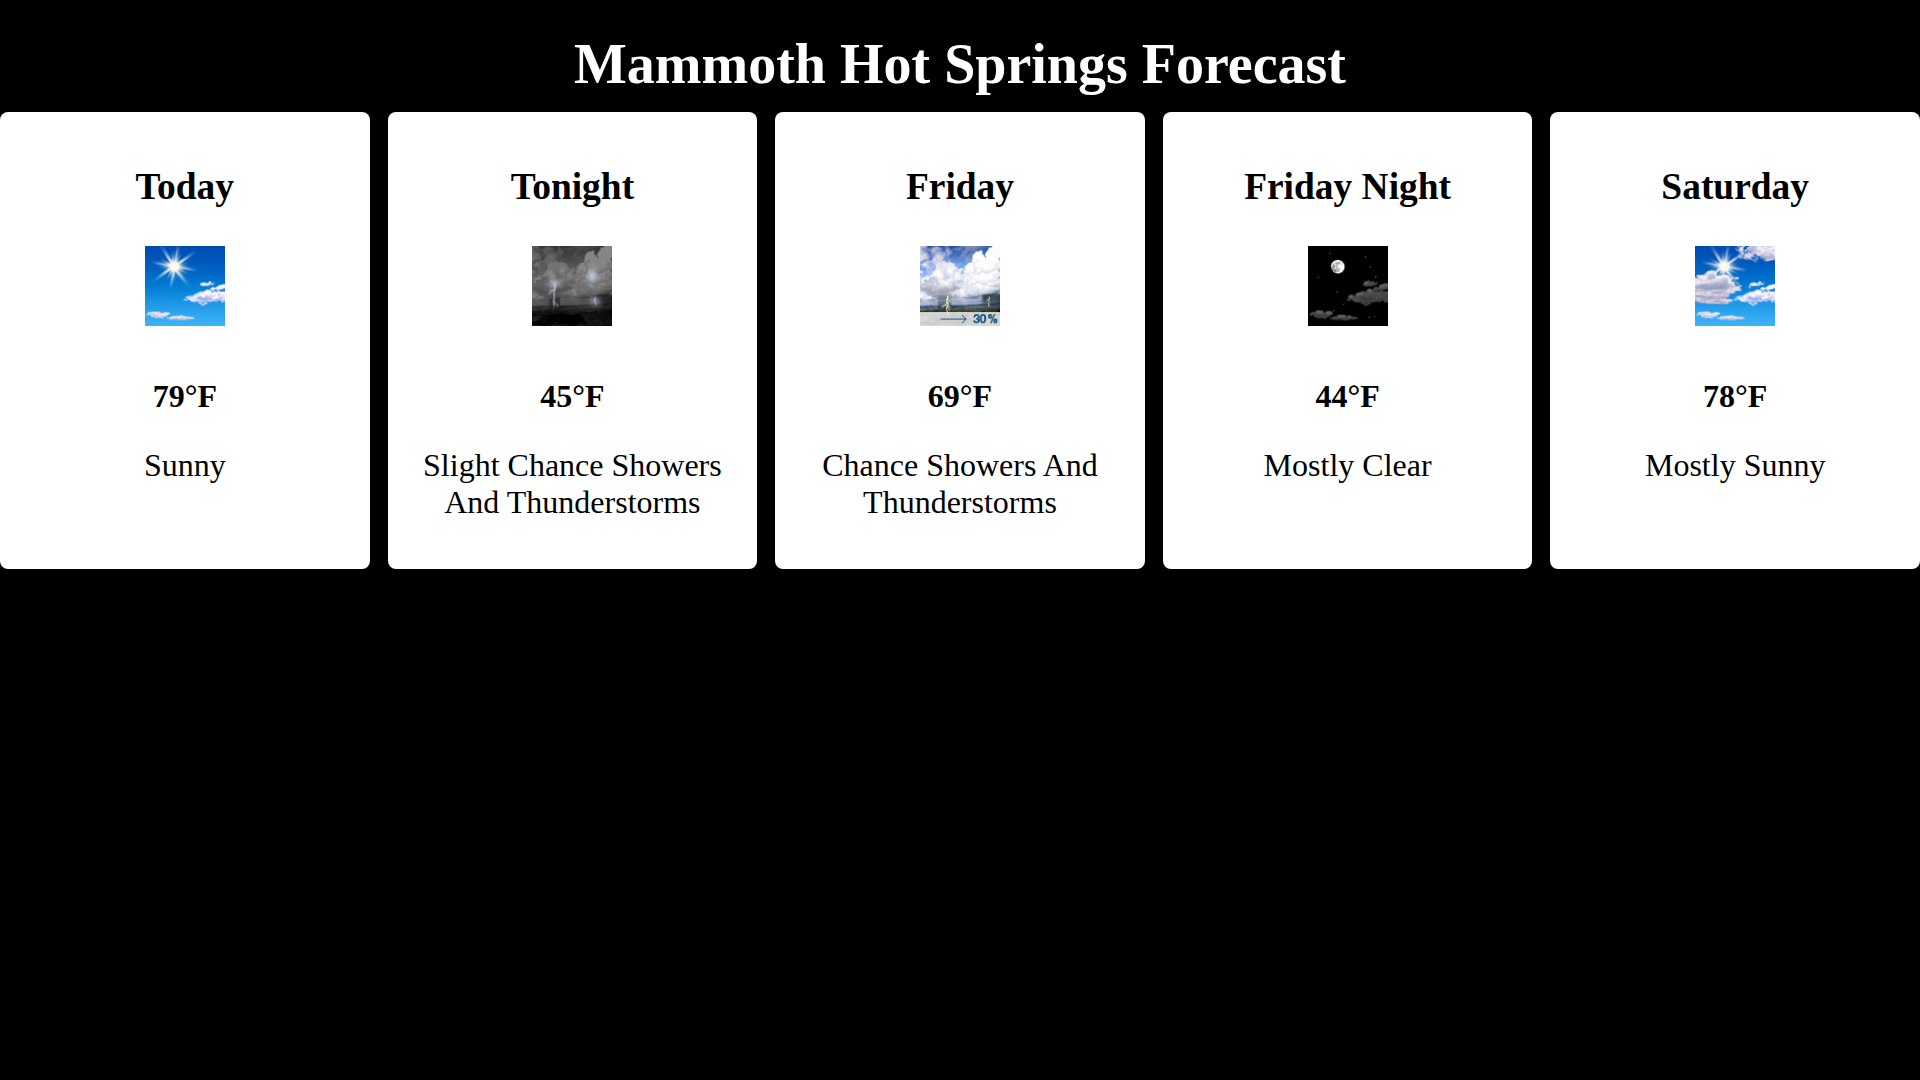 Mammoth Hot Springs Forecast
Today
79°F
Sunny
Tonight
45°F
Slight Chance Showers
And Thunderstorms
Friday
30%
69°F
Chance Showers And
Thunderstorms
Friday Night
44°F
Mostly Clear
Saturday
78°F
Mostly Sunny